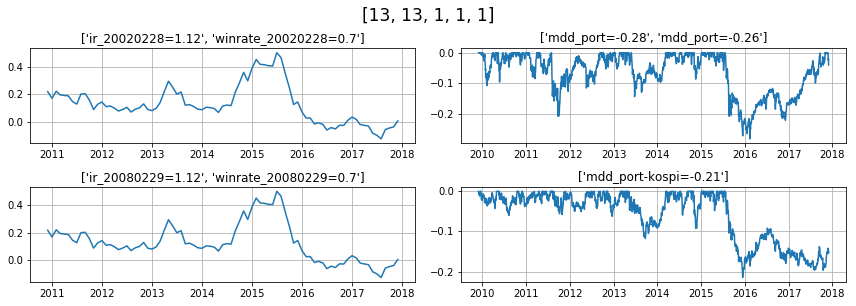 [13, 13, 1, 1, 1]
['ir_20020228=1.12', 'winrate_20020228=0.7']
0.4
0.2
0.0
2011 2012 2013 2014 2015 2016 2017 2018
['mdd_port=-0.28', 'mdd_port=-0.26']
0.0
−0.1
−0.2
2010 2011 2012 2013 2014 2015 2016 2017 2018
['ir_20080229=1.12', 'winrate_20080229=0.7']
0.4
0.2
0.0
2011 2012 2013 2014 2015 2016 2017 2018
['mdd_port-kospi=-0.21']
0.0
−0.1
−0.2
2010 2011 2012 2013 2014 2015 2016 2017 2018